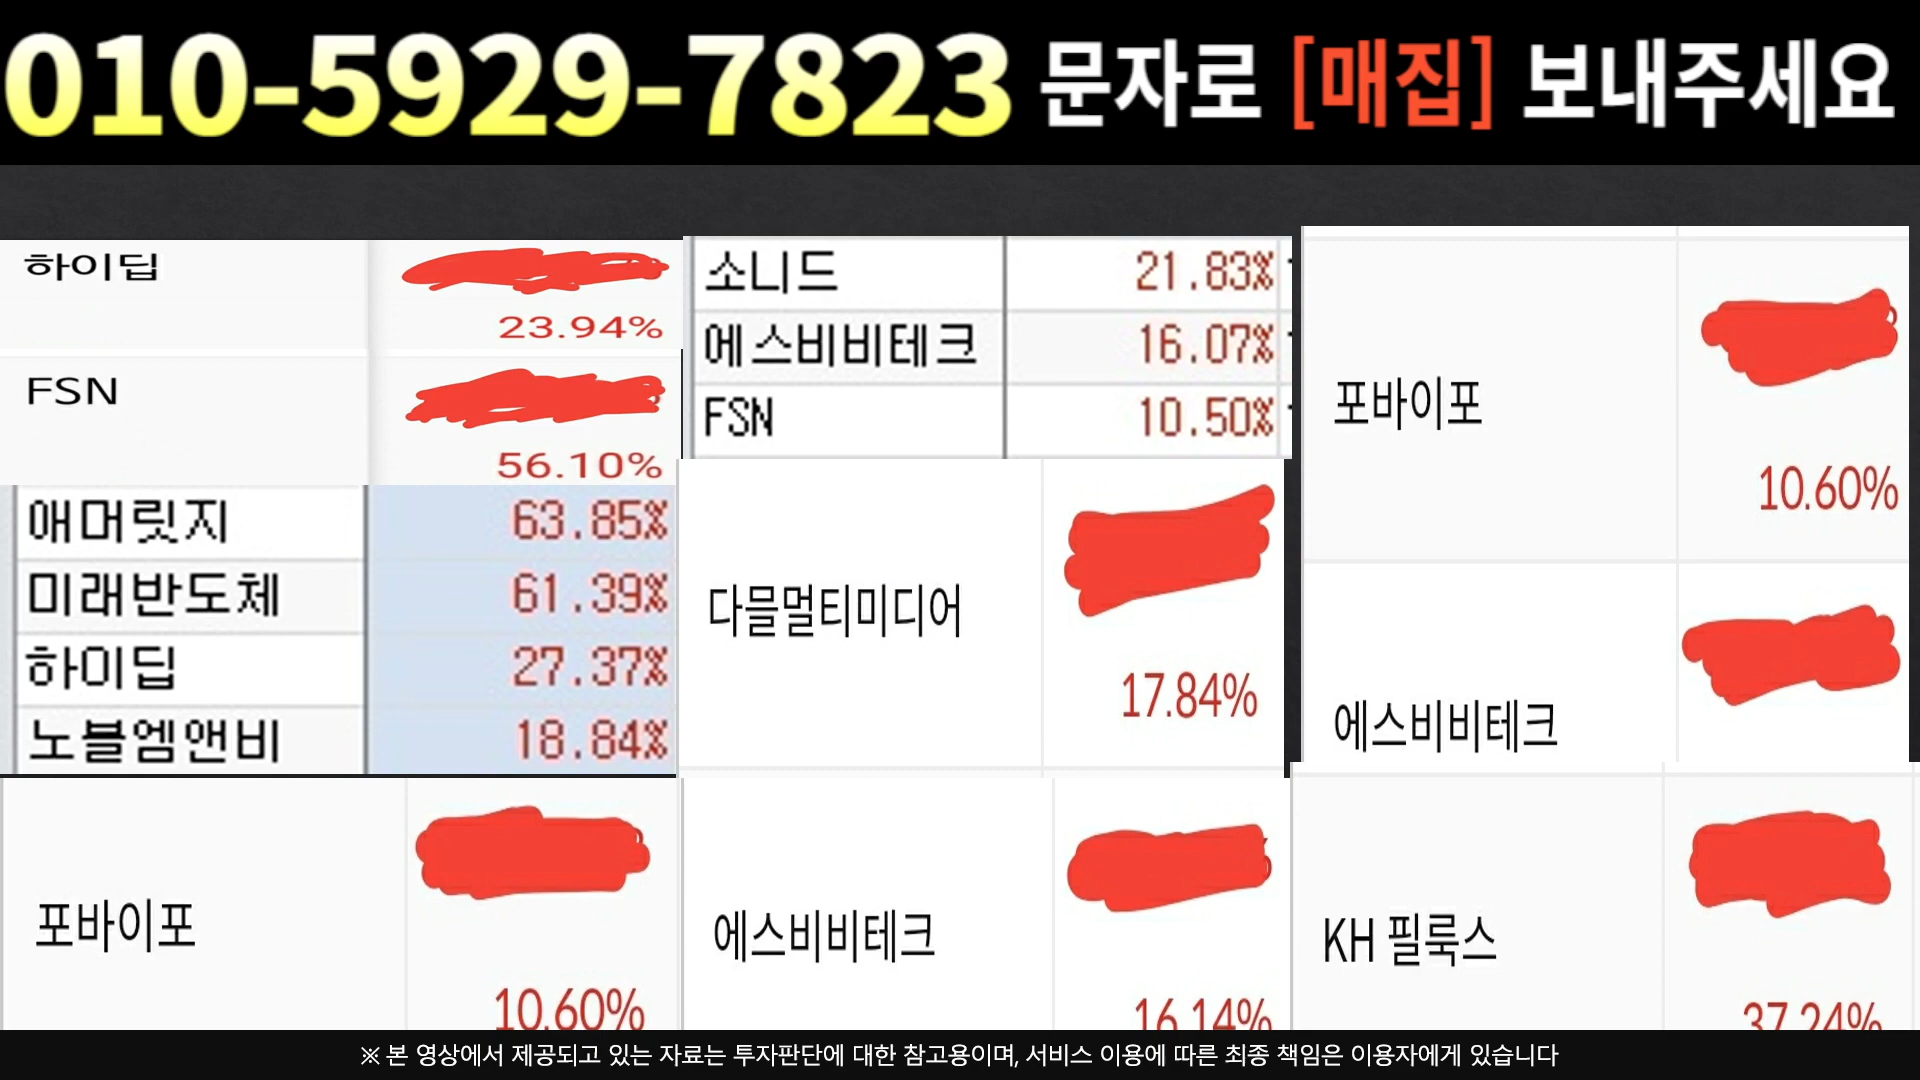 010-5929-7823 문자로 [매집] 보내주세요
하이딥
23.94%
FSN
56.10%
애머릿지 63.85%
미래반도체 61.39%
하이딥 27.37%
노블엠앤비 18.84%
소니드 21.83%
에스비비테크 16.07%
FSN 10.50%
다믈멀티미디어
17.84%
포바이포
10.60%
에스비비테크
포바이포
10.60%
에스비비테크
16.14%
KH 필룩스
37.24%
※ 본 영상에서 제공되고 있는 자료는 투자판단에 대한 참고용이며, 서비스 이용에 따른 최종 책임은 이용자에게 있습니다